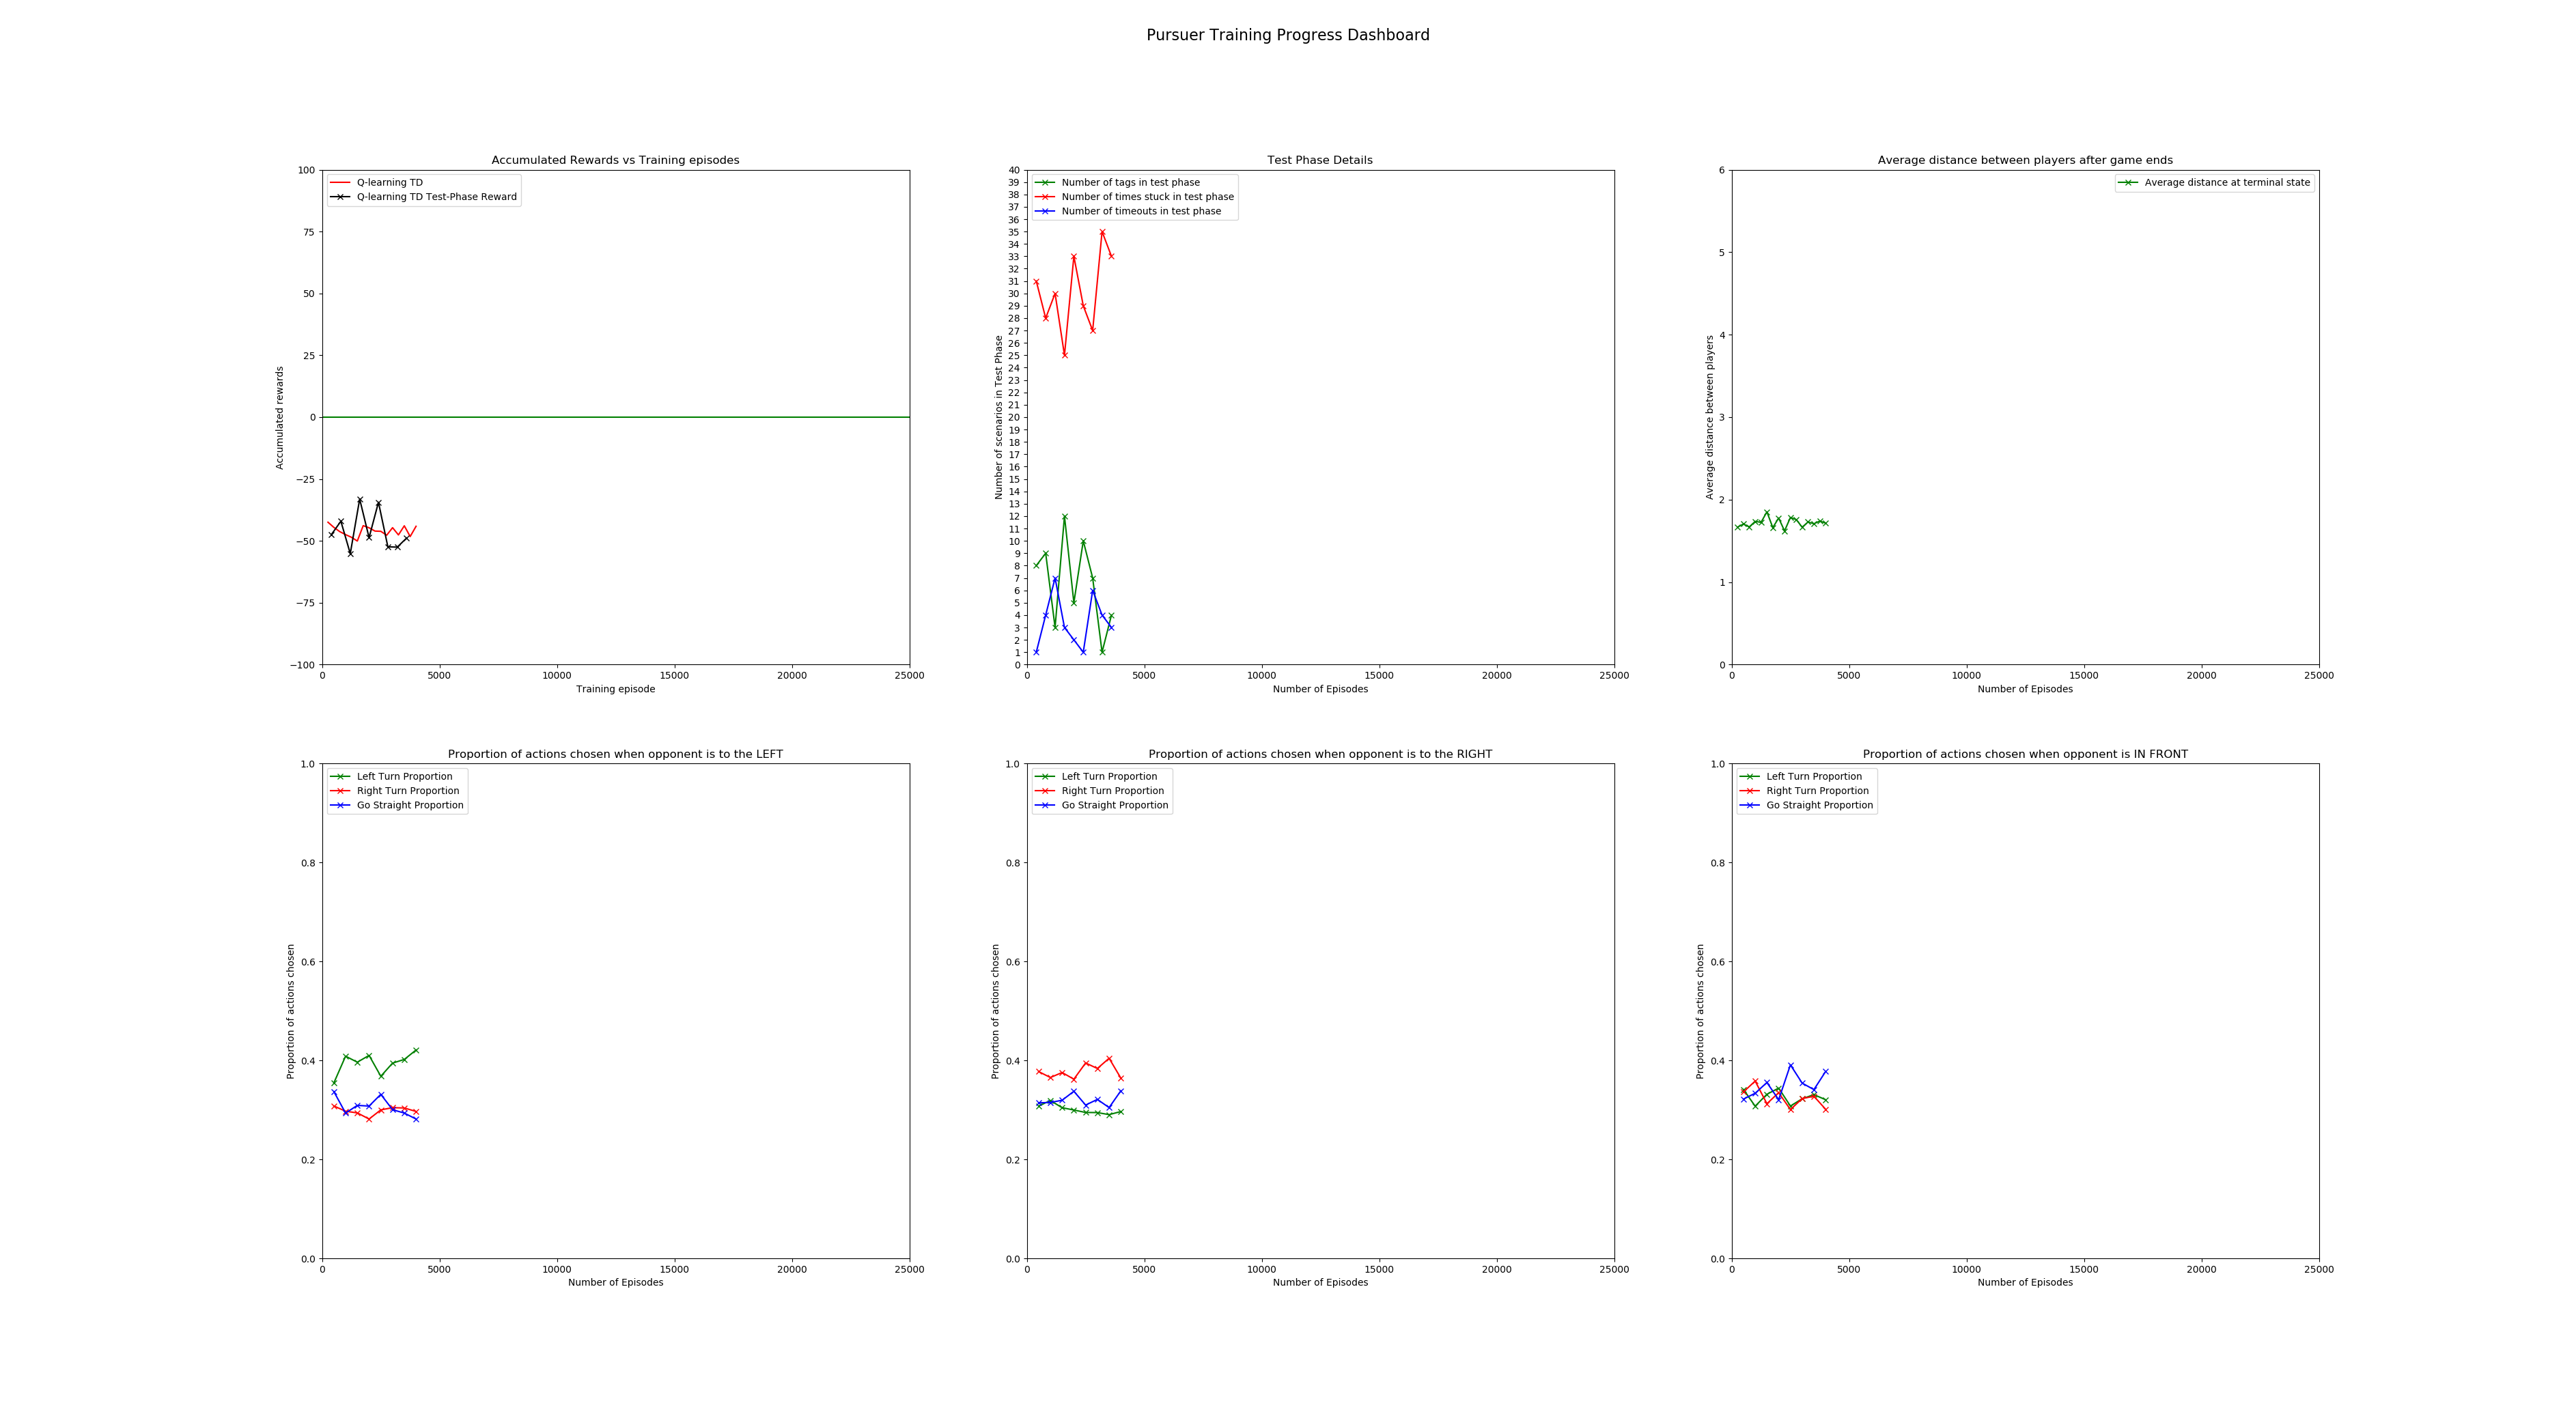 Pursuer Training Progress Dashboard
Accumulated Rewards vs Training episodes
Q-learning TD
Q-learning TD Test-Phase Reward
100
75
50
25
0
−25
−50
−75
−100
Accumulated rewards
0 5000 10000 15000 20000 25000
Training episode
Test Phase Details
Number of tags in test phase
Number of times stuck in test phase
Number of timeouts in test phase
40
39
38
37
36
35
34
33
32
31
30
29
28
27
26
25
24
23
22
21
20
19
18
17
16
15
14
13
12
11
10
9
8
7
6
5
4
3
2
1
0
Number of scenarios in Test Phase
0 5000 10000 15000 20000 25000
Number of Episodes
Average distance between players after game ends
Average distance at terminal state
6
5
4
3
2
1
0
Average distance between players
0 5000 10000 15000 20000 25000
Number of Episodes
Proportion of actions chosen when opponent is to the LEFT
Left Turn Proportion
Right Turn Proportion
Go Straight Proportion
1.0
0.8
0.6
0.4
0.2
0.0
Proportion of actions chosen
0 5000 10000 15000 20000 25000
Number of Episodes
Proportion of actions chosen when opponent is to the RIGHT
Left Turn Proportion
Right Turn Proportion
Go Straight Proportion
1.0
0.8
0.6
0.4
0.2
0.0
Proportion of actions chosen
0 5000 10000 15000 20000 25000
Number of Episodes
Proportion of actions chosen when opponent is IN FRONT
Left Turn Proportion
Right Turn Proportion
Go Straight Proportion
1.0
0.8
0.6
0.4
0.2
0.0
Proportion of actions chosen
0 5000 10000 15000 20000 25000
Number of Episodes